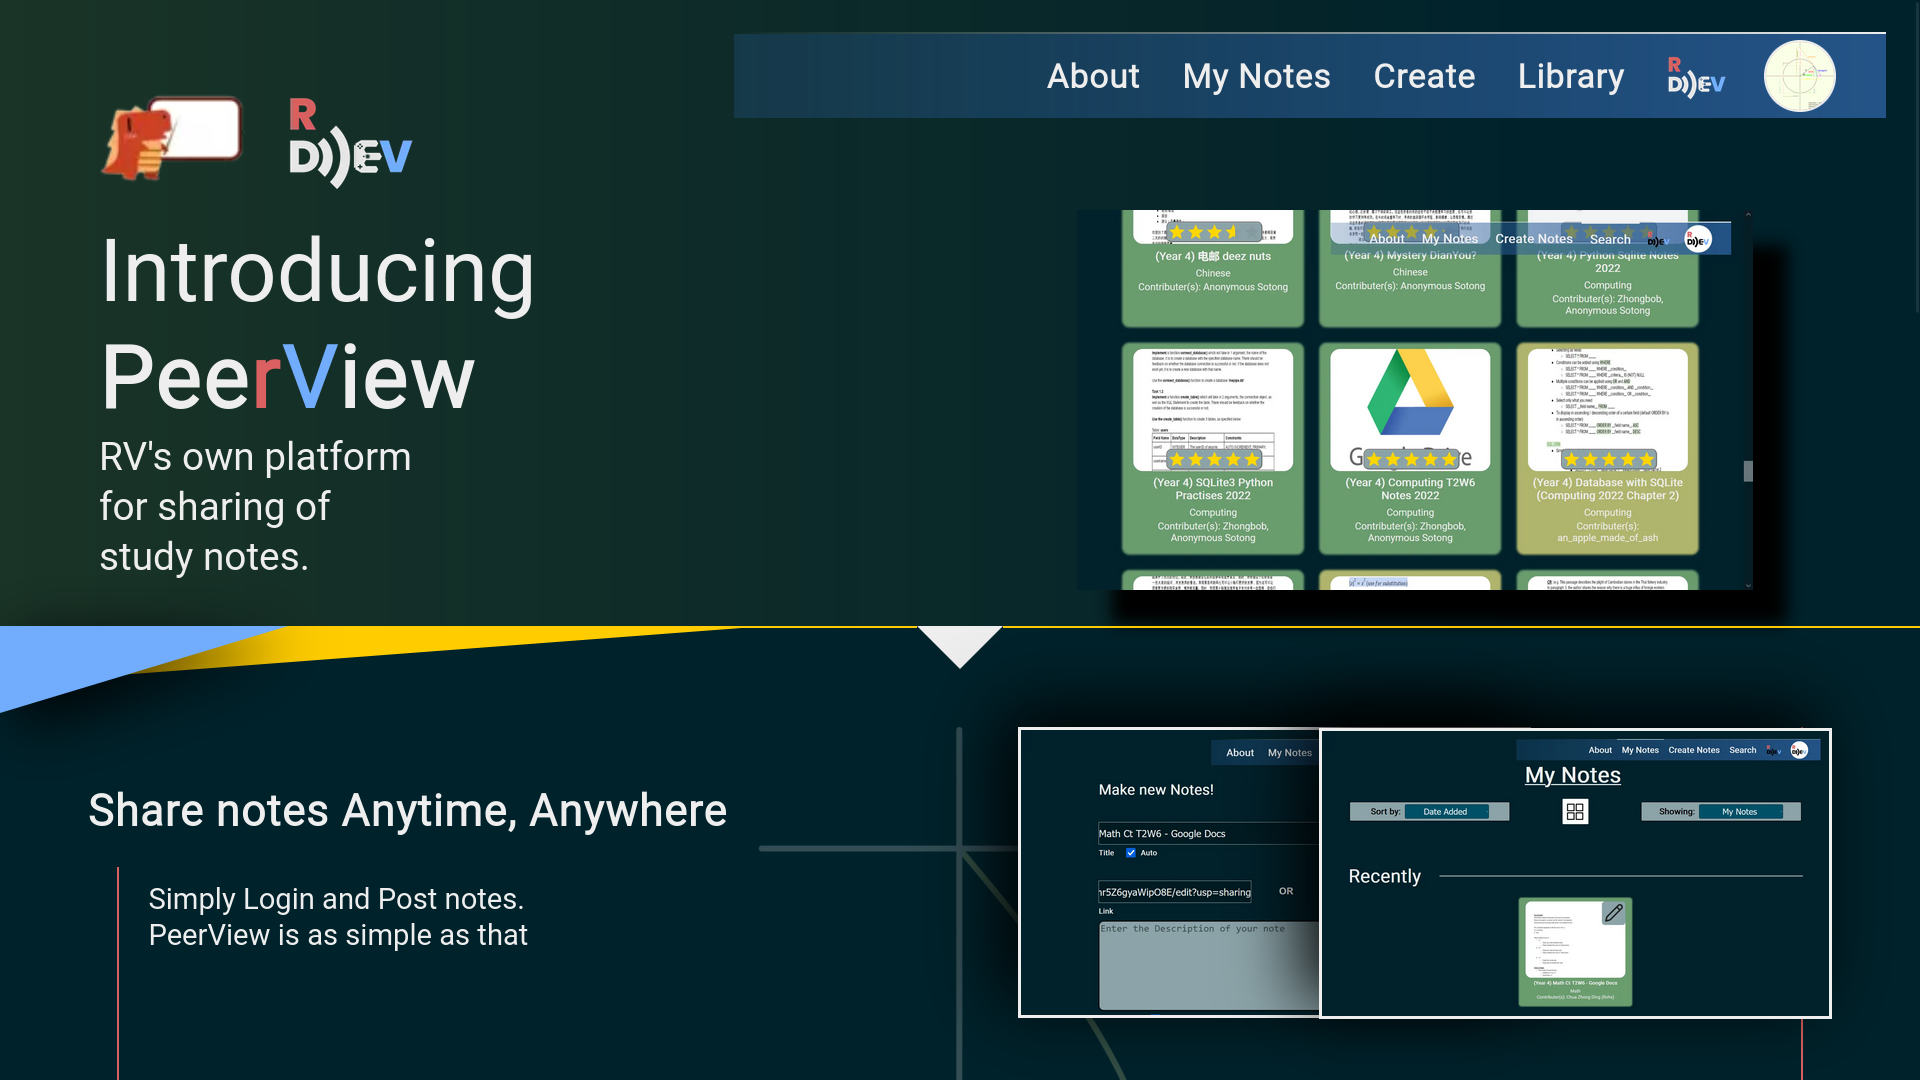 About My Notes Create Library
R
D))EV
R
D))EV
Introducing
PeerView
RV's own platform
for sharing of
study notes.
About My Notes Create Notes Search
(Year 4) 电邮 deez nuts
Chinese
Contributer(s): Anonymous Sotong
(Year 4) Mystery DianYou?
Chinese
Contributer(s): Anonymous Sotong
(Year 4) Python Sqlite Notes
2022
Computing
Contributer(s): Zhongbob,
Anonymous Sotong
(Year 4) SQLite3 Python
Practises 2022
Computing
Contributer(s): Zhongbob,
Anonymous Sotong
(Year 4) Computing T2W6
Notes 2022
Computing
Contributer(s): Zhongbob,
Anonymous Sotong
(Year 4) Database with SQLite
(Computing 2022 Chapter 2)
Computing
Contributer(s):
an_apple_made_of_ash
Share notes Anytime, Anywhere
Simply Login and Post notes.
PeerView is as simple as that
About My Notes
Make new Notes!
Math Ct T2W6 - Google Docs
Title Auto
nr5Z6gyaWipO8E/edit?usp=sharing OR
Link
Enter the Description of your note
About My Notes Create Notes Search
My Notes
Sort by: Date Added
Showing: My Notes
Recently
(Year 4) Math Ct T2W6 - Google Docs
Math
Contributer(s): Chua Zhong Ding (Rvhs)